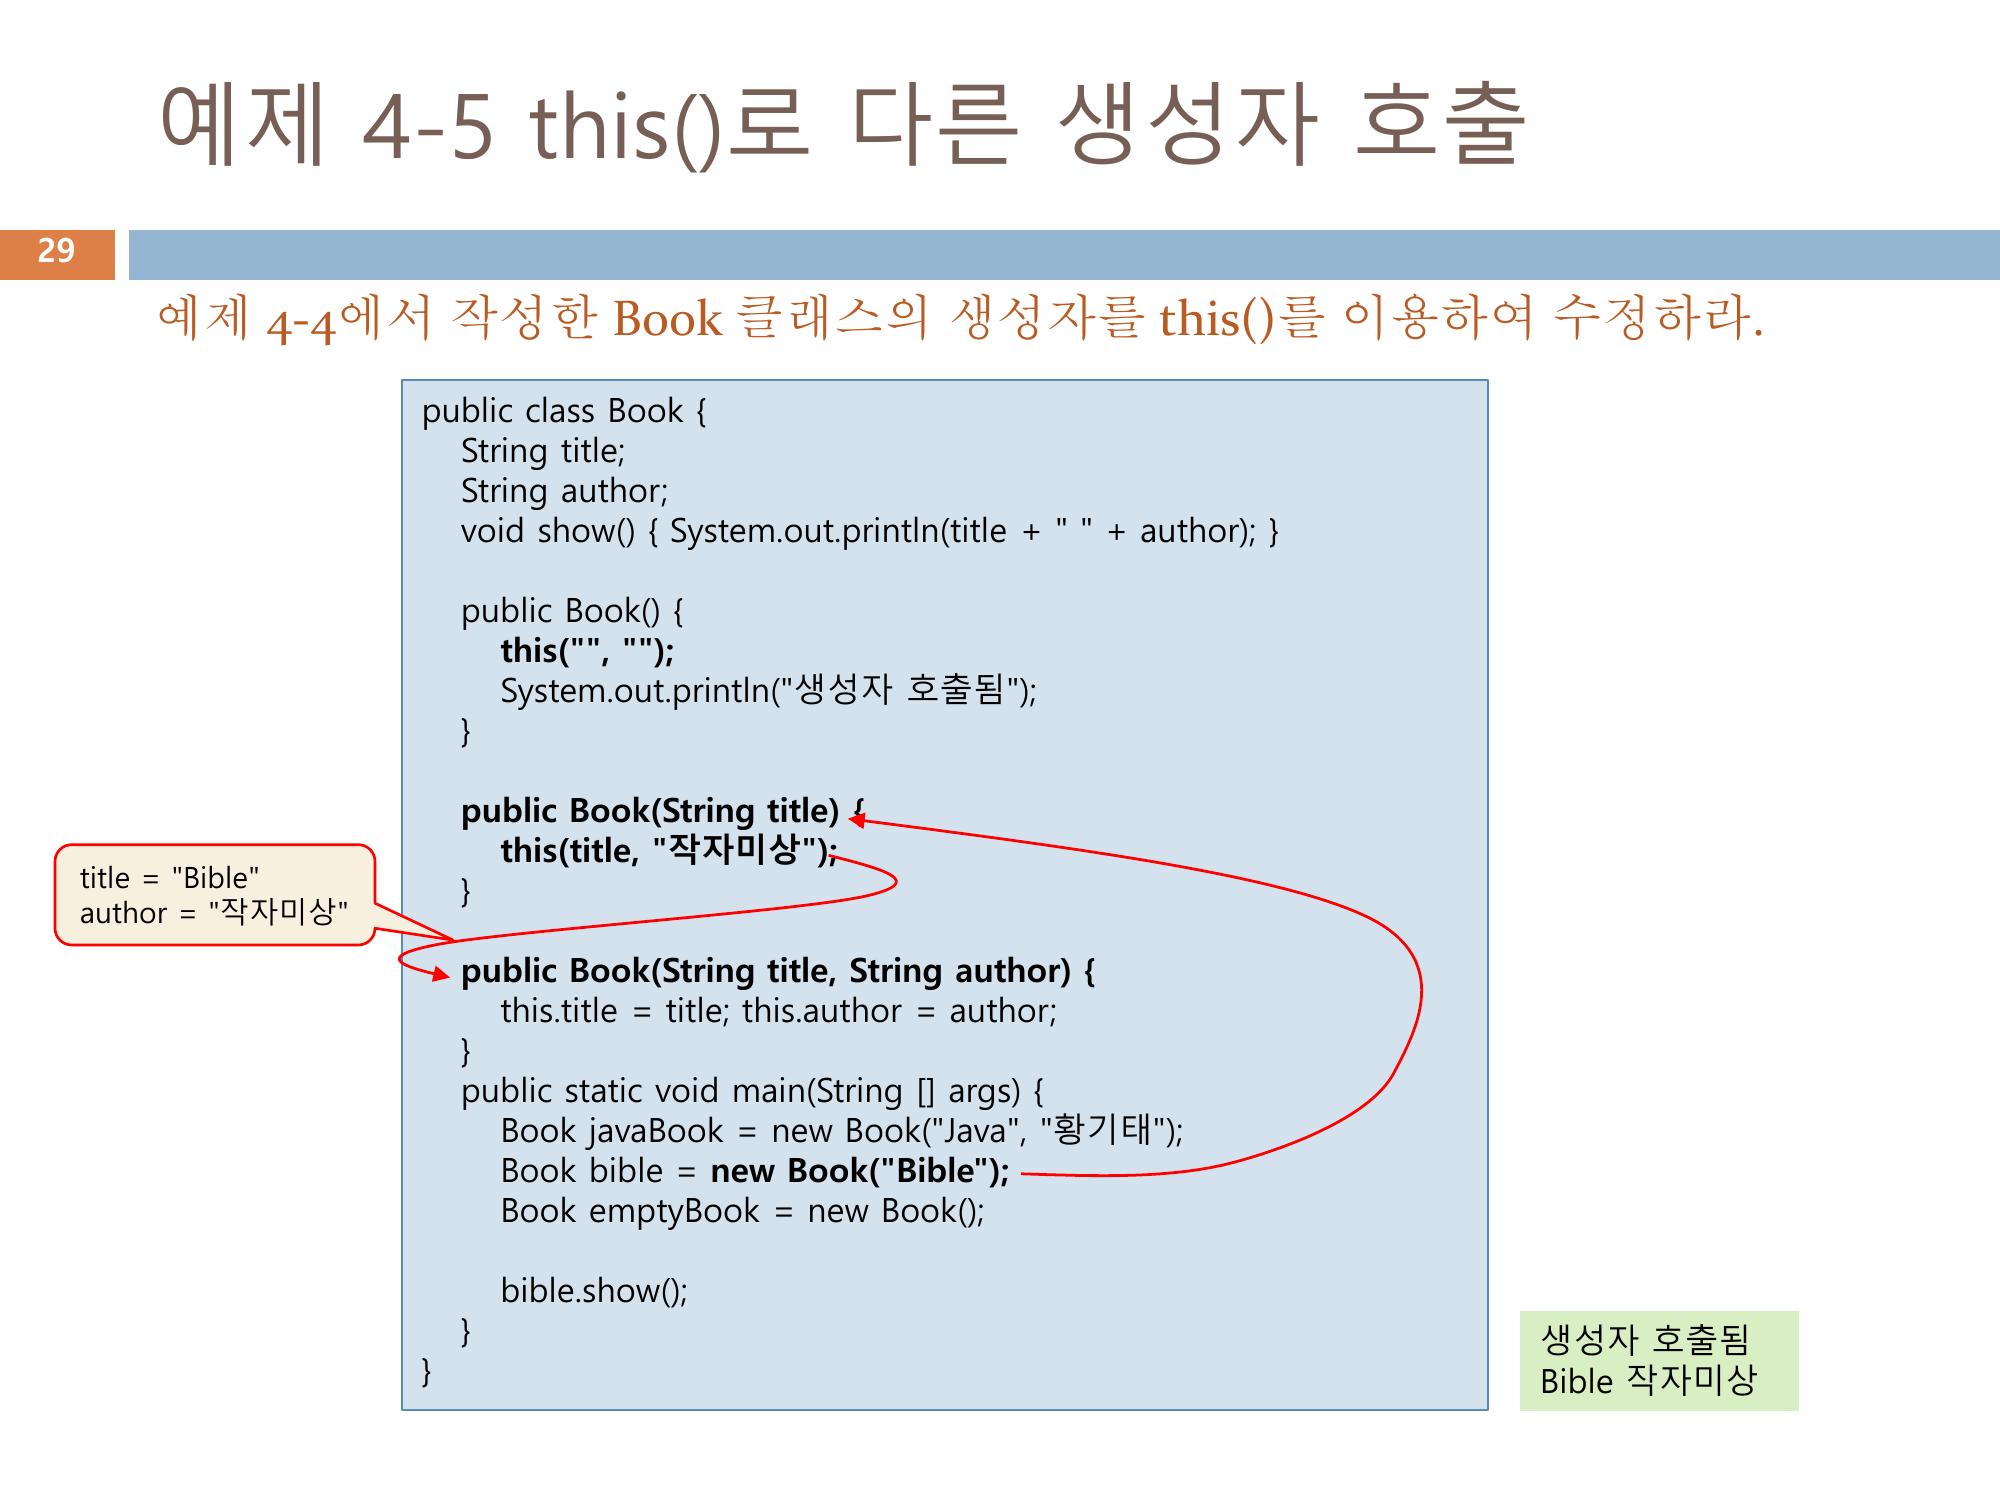 예제 4-5 this()로 다른 생성자 호출
29
예제 4-4에서 작성한 Book 클래스의 생성자를 this()를 이용하여 수정하라.
public class Book {
String title;
String author;
void show() { System.out.println(title + " " + author); }
public Book() {
this("", "");
System.out.println("생성자 호출됨");
}
public Book(String title) {
this(title, "작자미상");
}
title = "Bible"
author = "작자미상"
public Book(String title, String author) {
this.title = title; this.author = author;
}
public static void main(String [] args) {
Book javaBook = new Book("Java", "황기태");
Book bible = new Book("Bible");
Book emptyBook = new Book();
bible.show();
}
}
생성자 호출됨
Bible 작자미상